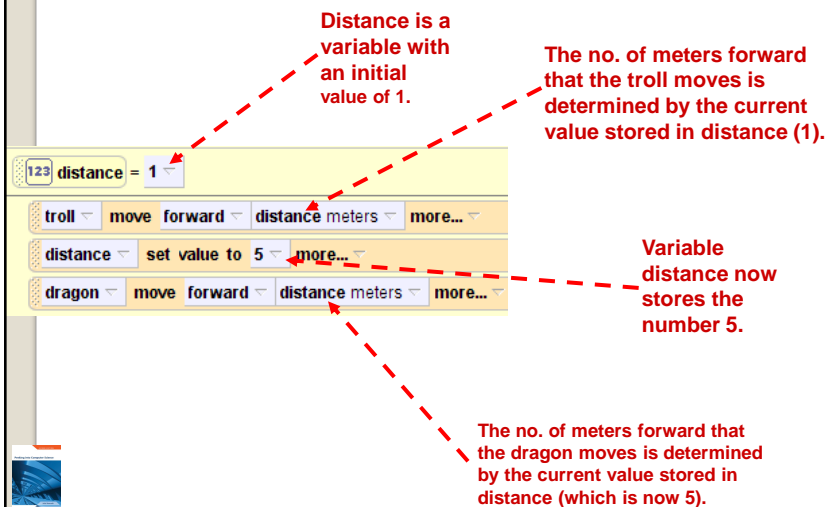 Distance is a
variable with
an initial
value of 1.
The no. of meters forward
that the troll moves is
determined by the current
value stored in distance (1).
123 distance = 1
troll move forward distance meters more...
distance set value to 5 more...
dragon move forward distance meters more...
Variable
distance now
stores the
number 5.
The no. of meters forward that
the dragon moves is determined
by the current value stored in
distance (which is now 5).